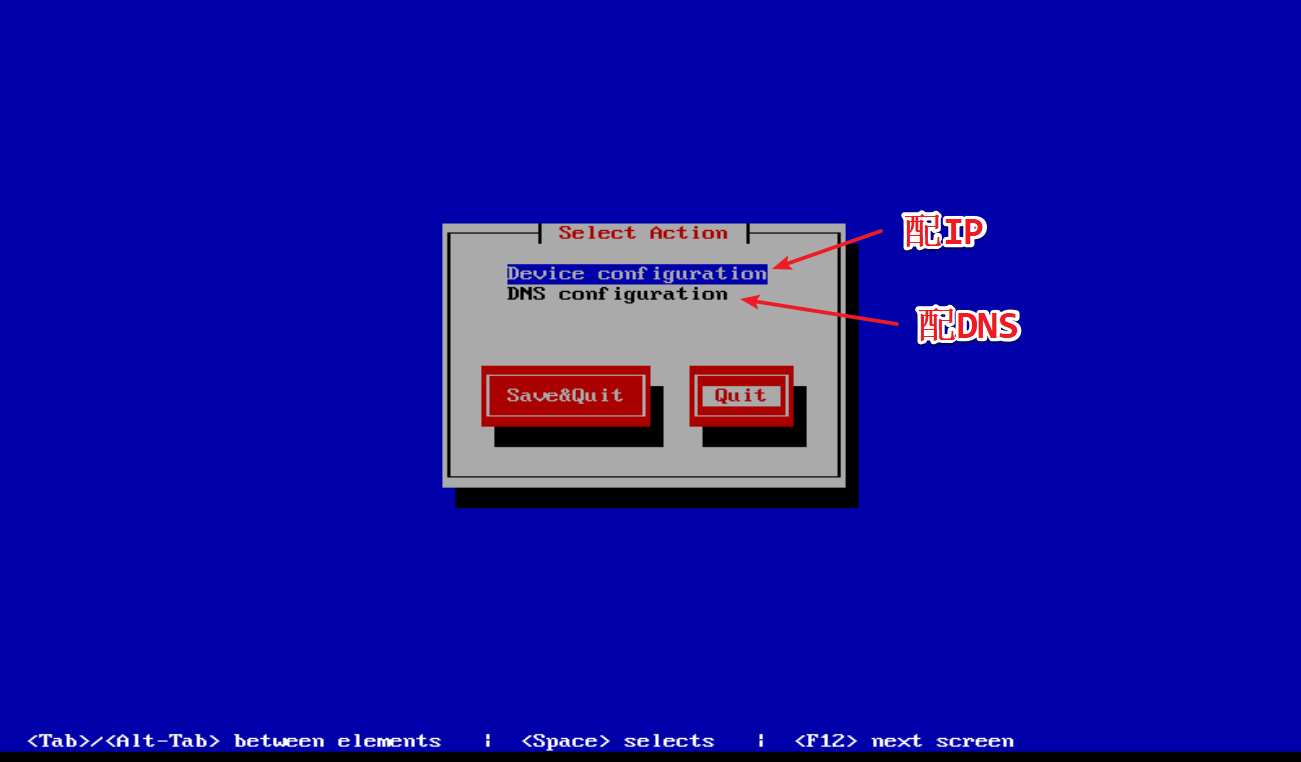 Select Action
配IP
Device configuration
DNS configuration
配DNS
Save&Quit
Quit
<Tab>/<Alt-Tab> between elements | <Space> selects | <F12> next screen